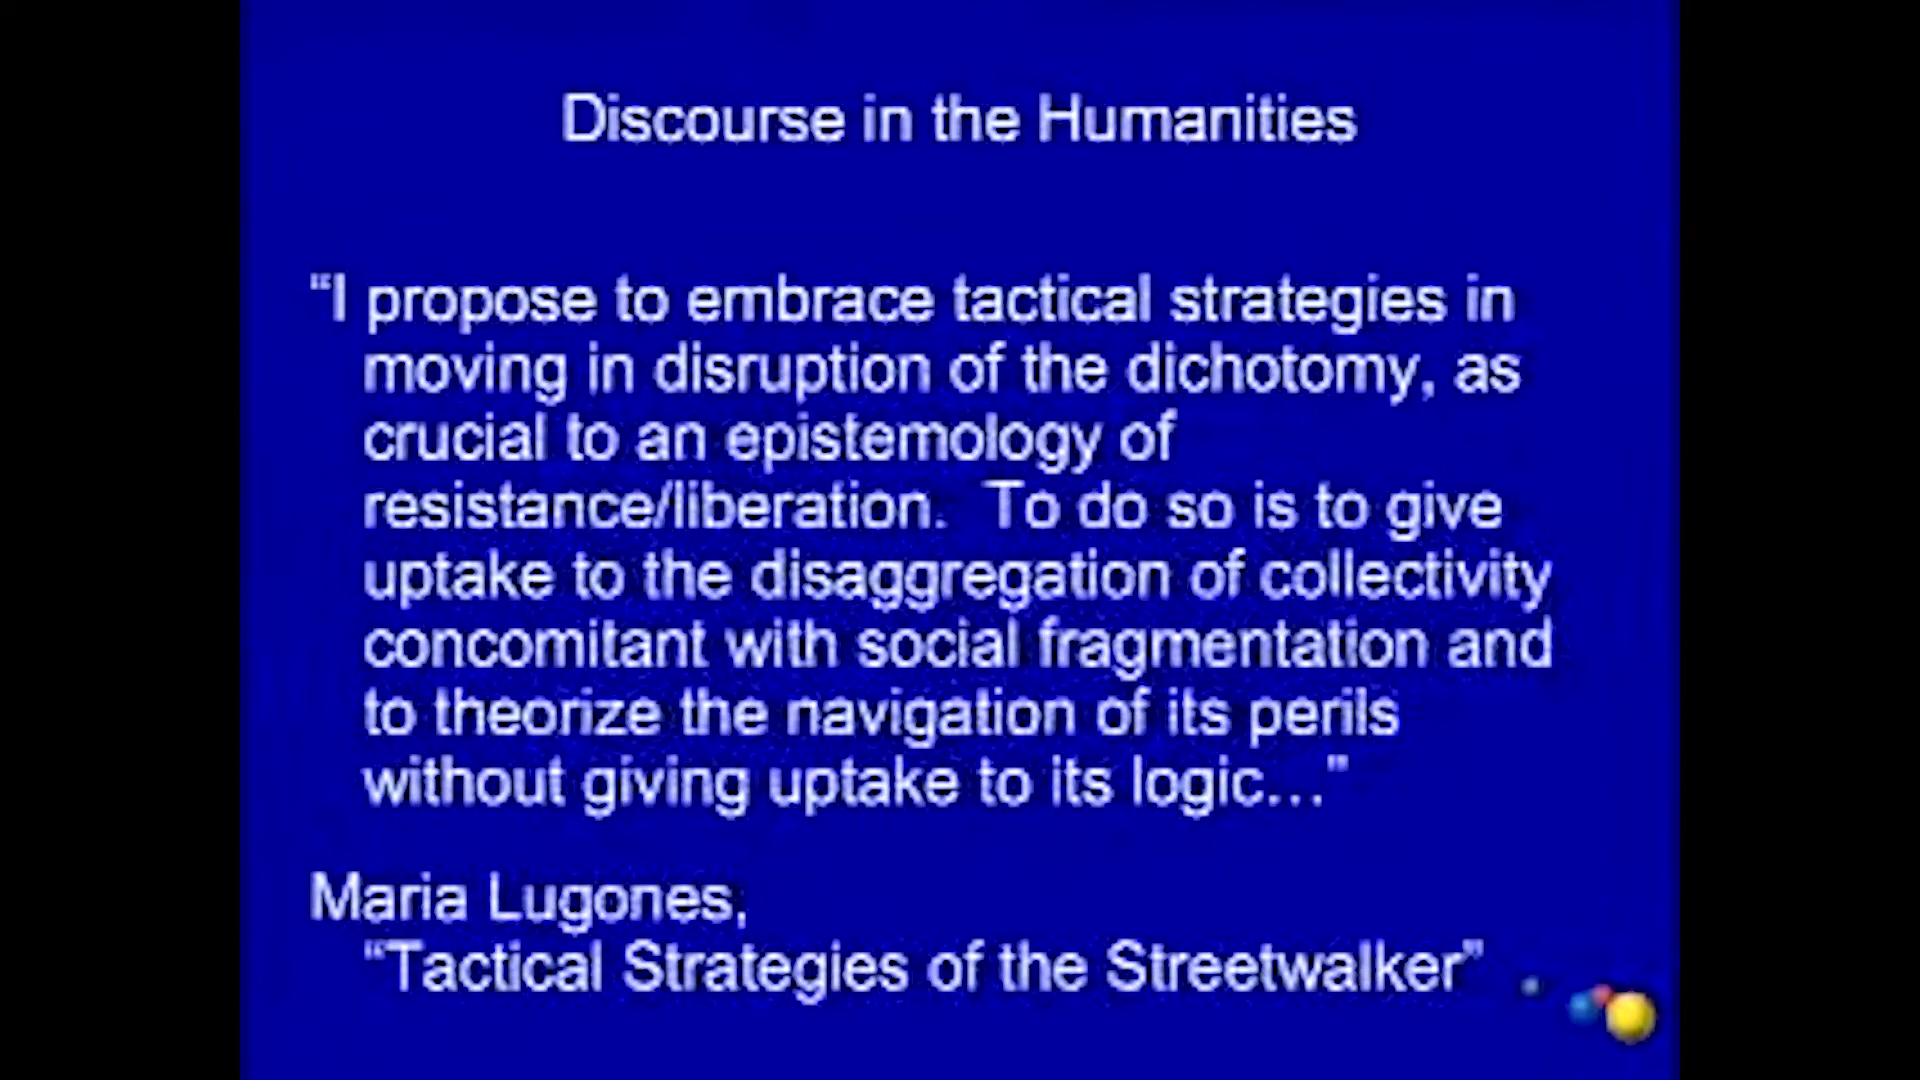 Discourse in the Humanities
“I propose to embrace tactical strategies in
moving in disruption of the dichotomy, as
crucial to an epistemology of
resistance/liberation.  To do so is to give
uptake to the disaggregation of collectivity
concomitant with social fragmentation and
to theorize the navigation of its perils
without giving uptake to its logic…”
Maria Lugones,
“Tactical Strategies of the Streetwalker”